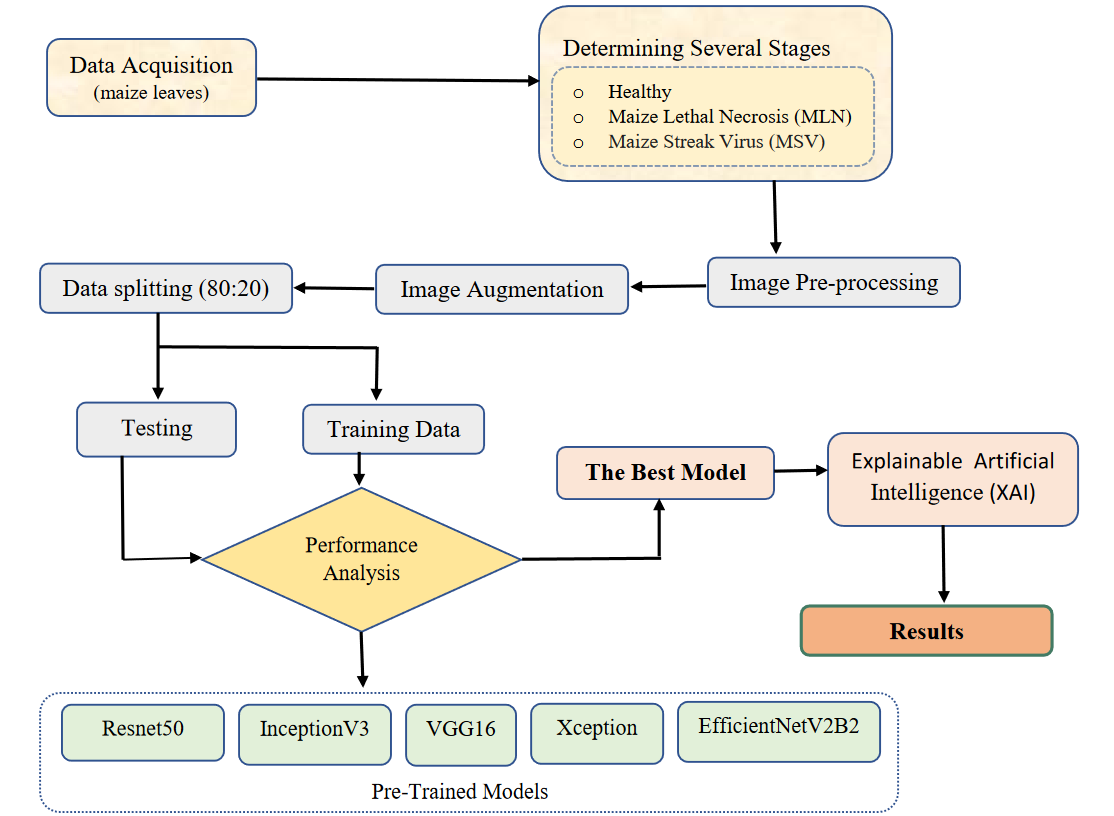 Data Acquisition
(maize leaves)
Determining Several Stages
o Healthy
o Maize Lethal Necrosis (MLN)
o Maize Streak Virus (MSV)
Image Pre-processing
Image Augmentation
Data splitting (80:20)
Testing
Training Data
Performance
Analysis
The Best Model
Explainable Artificial
Intelligence (XAI)
Results
Resnet50
InceptionV3
VGG16
Xception
EfficientNetV2B2
Pre-Trained Models